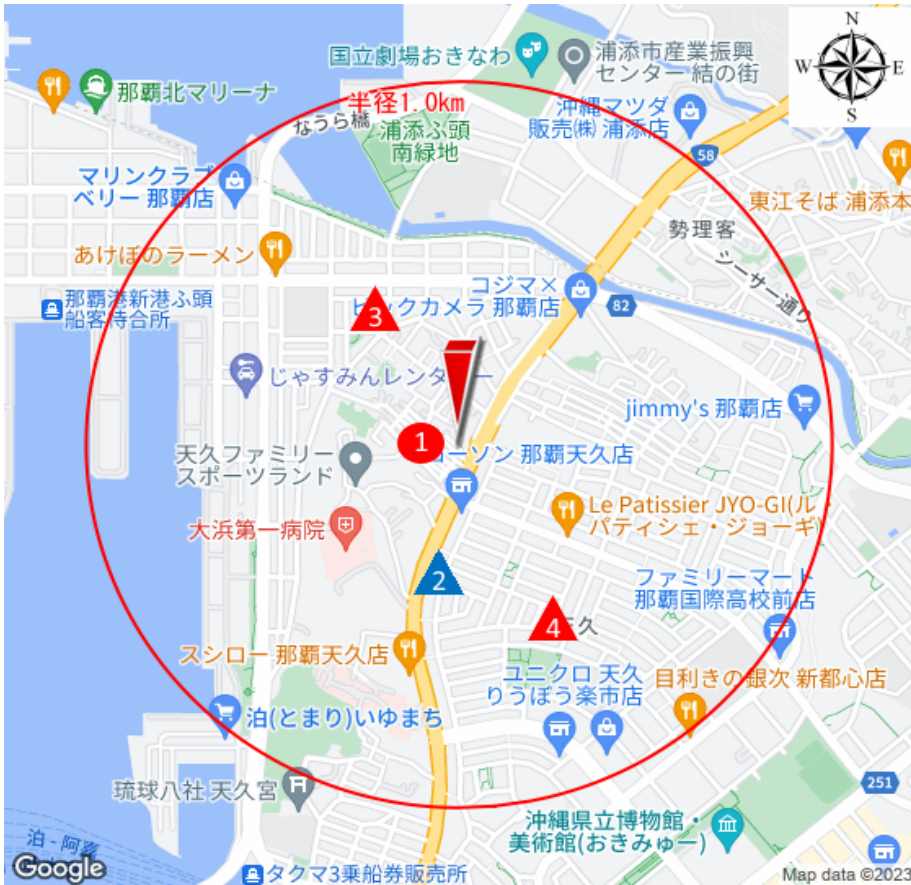 国立劇場おきなわ
浦添市産業振興
センター 結の街
N
W
E
S
那覇北マリーナ
半径1.0km
なうら橋
浦添ふ頭
南緑地
沖縄マツダ
販売(株) 浦添店
58
マリンクラブ
ベリー 那覇店
東江そば 浦添本
勢理客
シーサー通り
あけぼのラーメン
コジマ×
ビックカメラ 那覇店
82
那覇港新港ふ頭
船客待合所
3
じゃすみんレンタ
jimmy's 那覇店
1
ローソン 那覇天久店
天久ファミリー
スポーツランド
Le Patissier JYO-GI(ル
パティシェ・ジョーギ)
大浜第一病院
2
ファミリーマート
那覇国際高校前店
4
久
スシロー 那覇天久店
ユニクロ 天久
りうぼう楽市店
目利きの銀次 新都心店
泊(とまり)いゆまち
琉球八社 天久宮
251
沖縄県立博物館・
美術館(おきみゅー)
泊 - 阿嘉
Google
タクマ3乗船券販売所
Map data ©2023